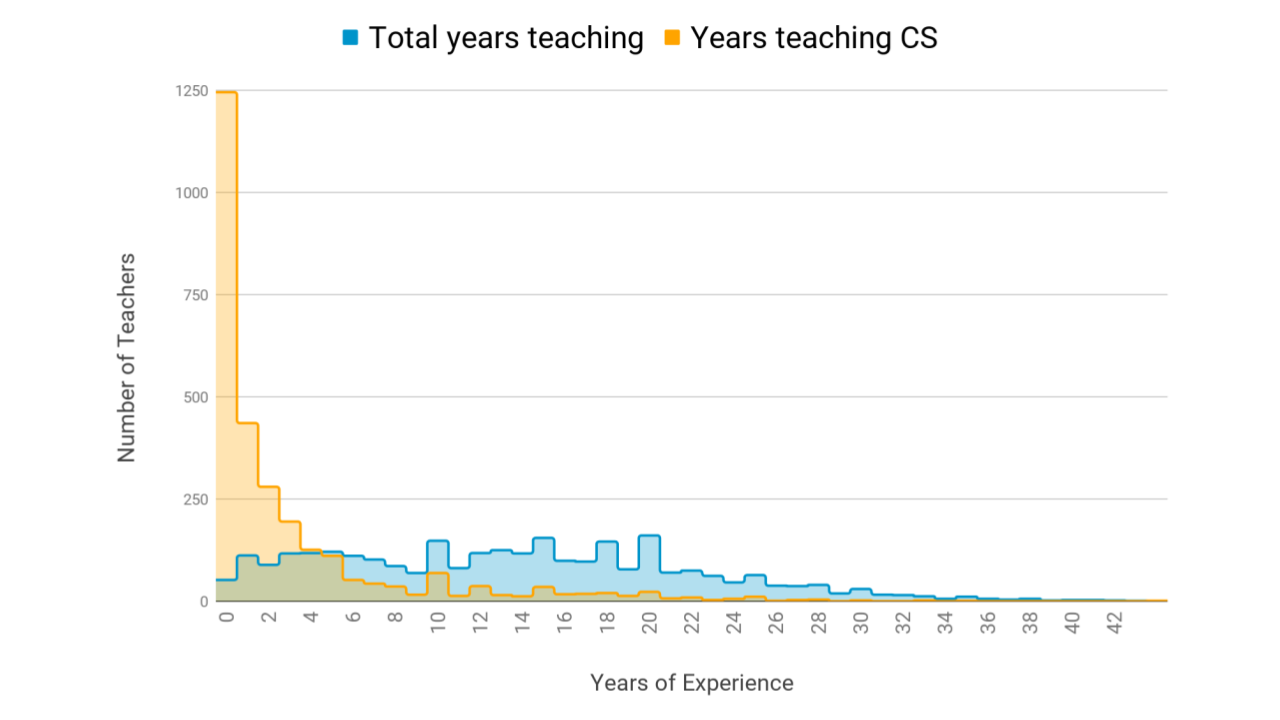 Total years teaching Years teaching CS
1250
1000
750
500
250
0
Number of Teachers
0 2 4 6 8 10 12 14 16 18 20 22 24 26 28 30 32 34 36 38 40 42
Years of Experience